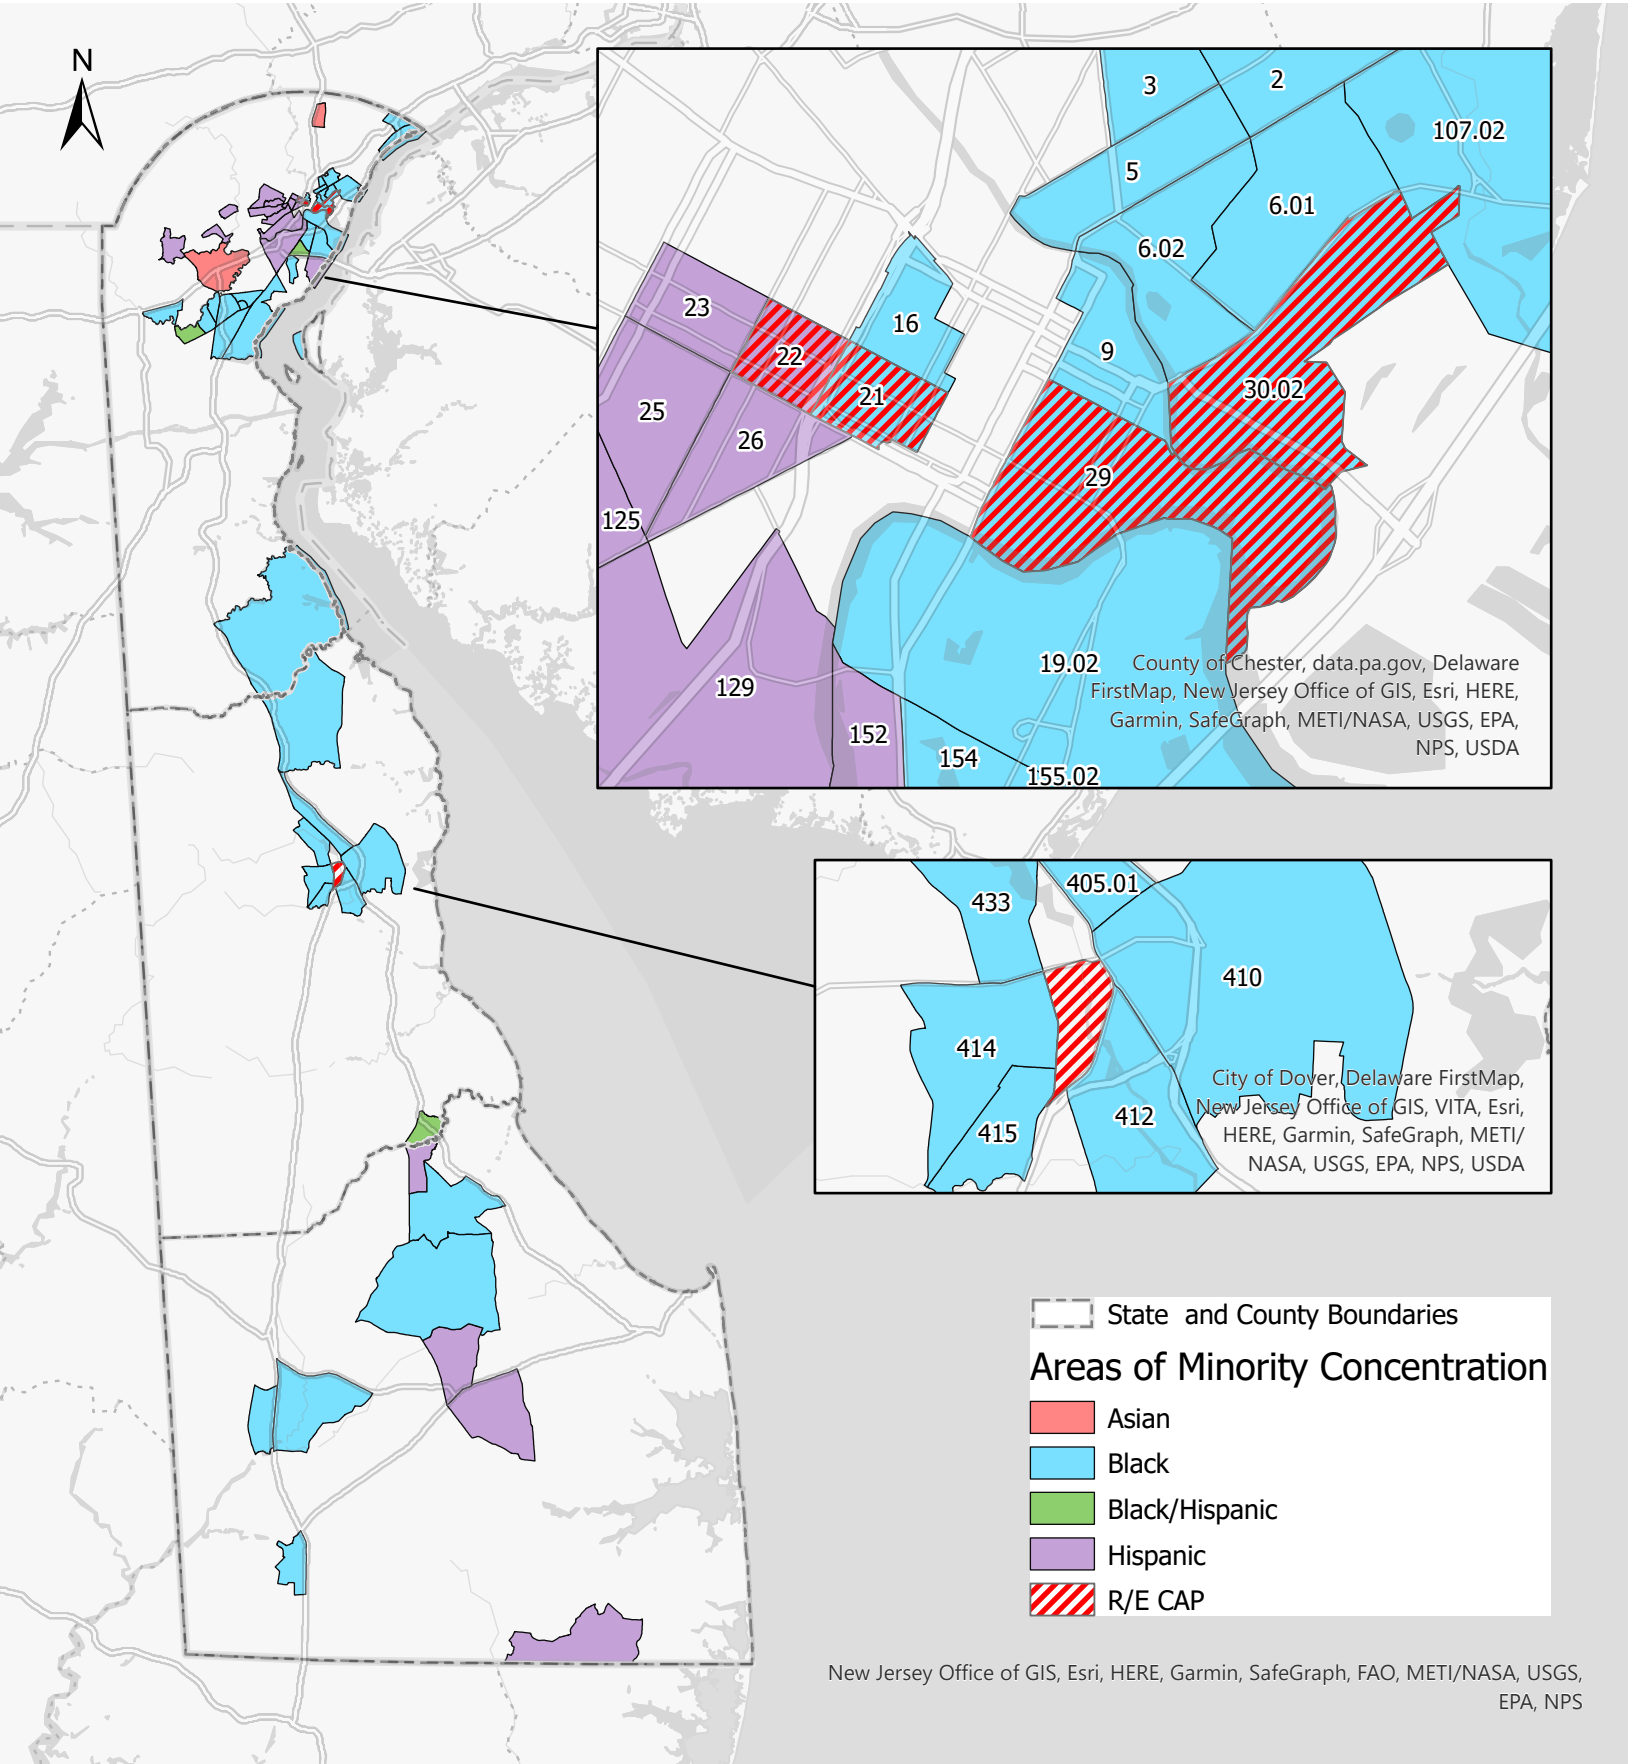 N
3
2
107.02
5
6.01
6.02
23
16
22
9
21
30.02
25
26
29
125
19.02
129
152
154
155.02
County of Chester, data.pa.gov, Delaware
FirstMap, New Jersey Office of GIS, Esri, HERE,
Garmin, SafeGraph, METI/NASA, USGS, EPA,
NPS, USDA
433
405.01
410
414
415
412
City of Dover, Delaware FirstMap,
New Jersey Office of GIS, VITA, Esri,
HERE, Garmin, SafeGraph, METI/
NASA, USGS, EPA, NPS, USDA
State and County Boundaries
Areas of Minority Concentration
Asian
Black
Black/Hispanic
Hispanic
R/E CAP
New Jersey Office of GIS, Esri, HERE, Garmin, SafeGraph, FAO, METI/NASA, USGS,
EPA, NPS